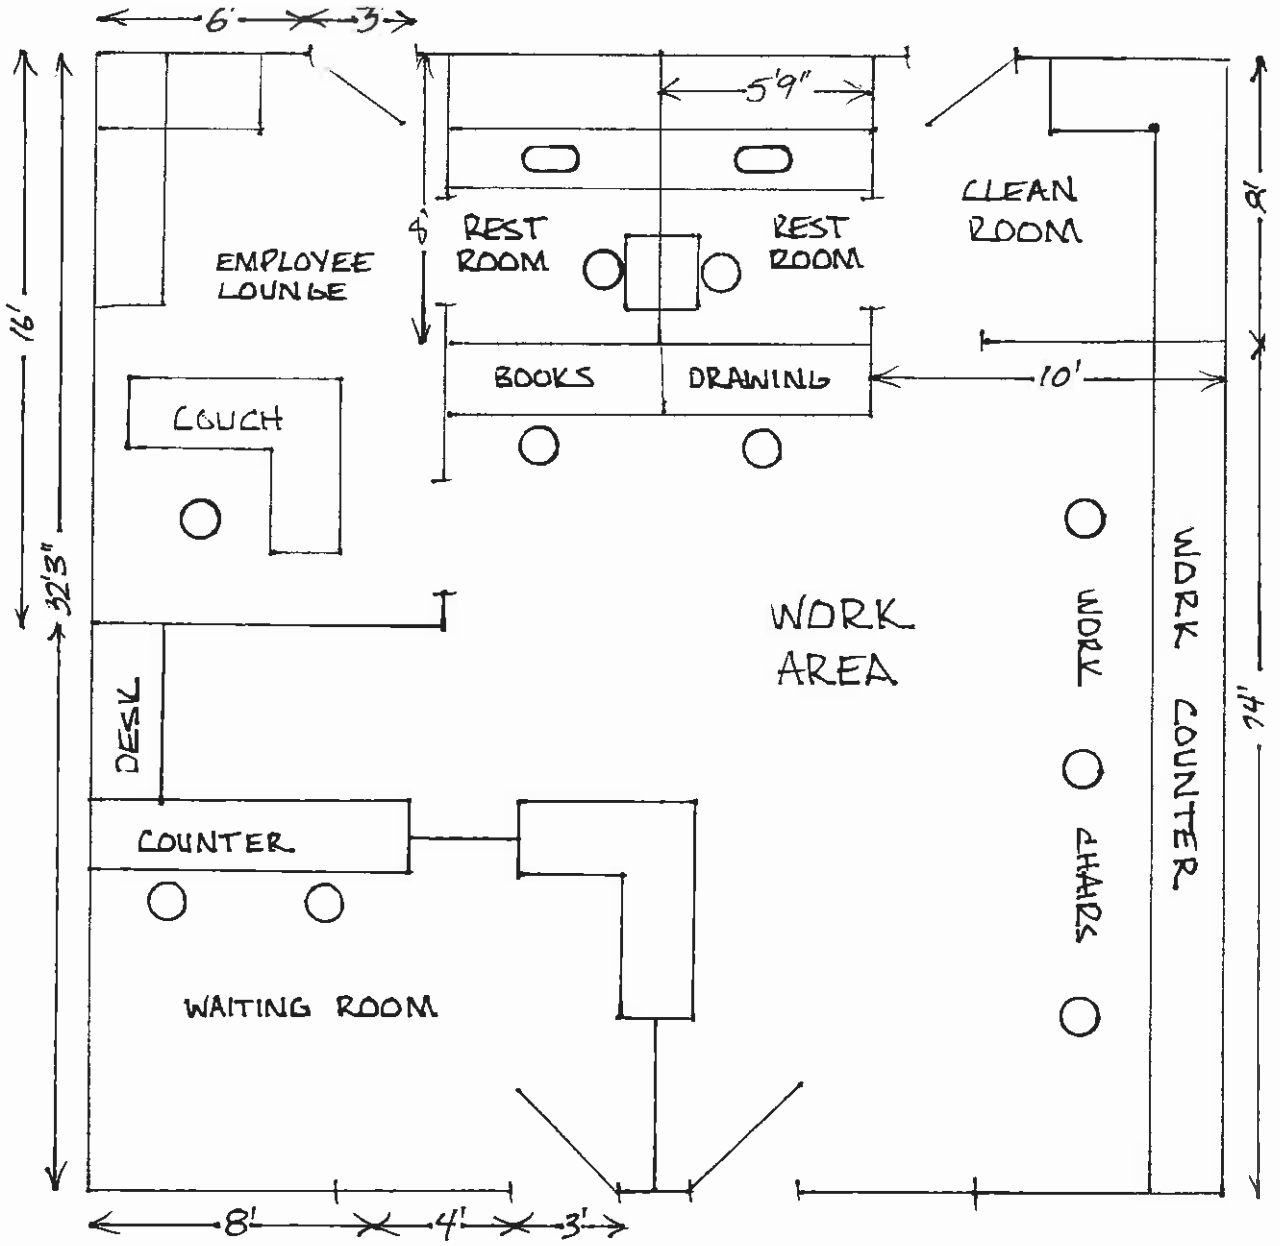 6'
3'
5'9"
CLEAN
ROOM
8'
REST
ROOM
REST
ROOM
8'
EMPLOYEE
LOUNGE
16'
BOOKS
DRAWING
10'
COUCH
32'3"
WORK
AREA
WORK
CHAIRS
WORK COUNTER
24'
DESK
COUNTER
WAITING ROOM
8'
4'
3'